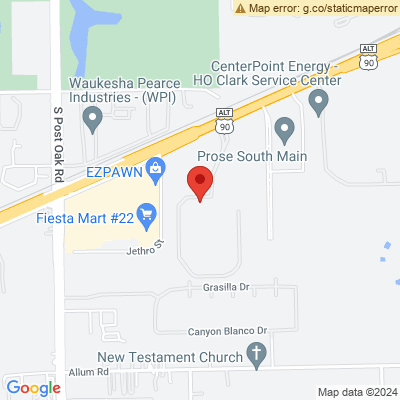 Map error: g.co/staticmaperror
ALT
90
CenterPoint Energy -
HO Clark Service Center
Waukesha Pearce
Industries - (WPI)
ALT
90
S Post Oak Rd
Prose South Main
EZPAWN
Fiesta Mart #22
Jethro St
Grasilla Dr
Canyon Blanco Dr
New Testament Church
Allum Rd
Google
Map data ©2024